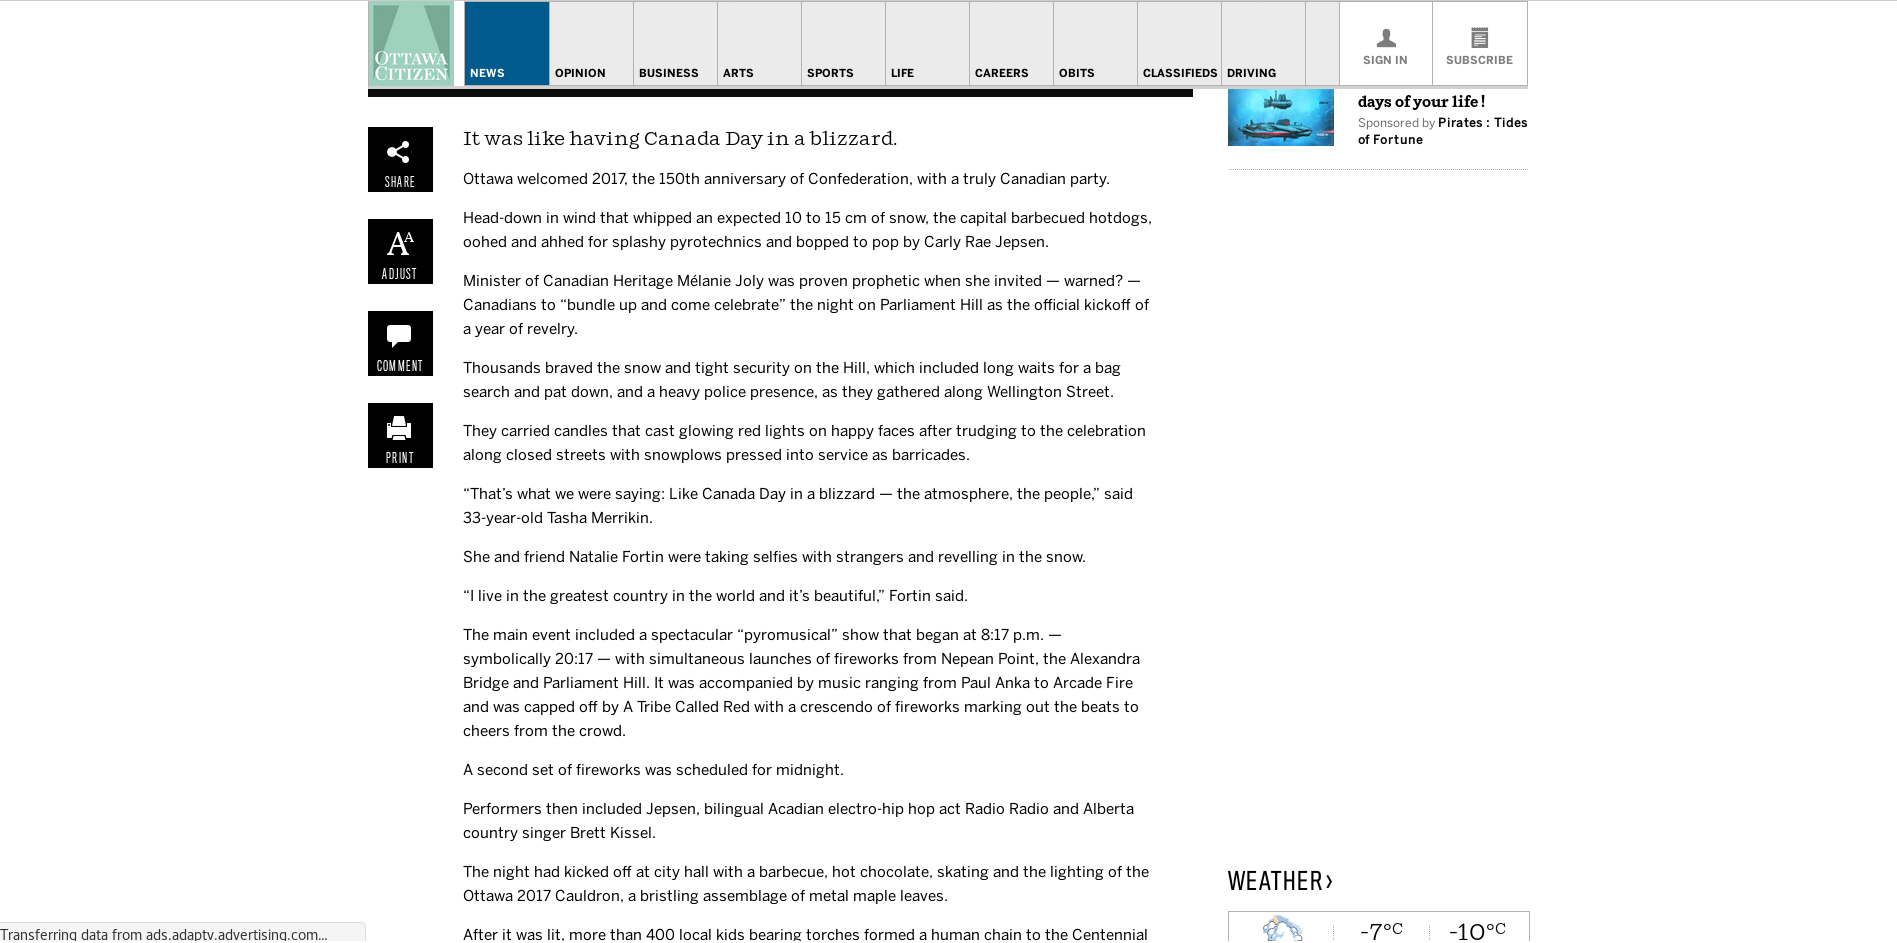 OTTAWA
CITIZEN
NEWS
OPINION
BUSINESS
ARTS
SPORTS
LIFE
CAREERS
OBITS
CLASSIFIEDS
DRIVING
SIGN IN
SUBSCRIBE
SHARE
ADJUST
COMMENT
PRINT
It was like having Canada Day in a blizzard.
Ottawa welcomed 2017, the 150th anniversary of Confederation, with a truly Canadian party.
Head-down in wind that whipped an expected 10 to 15 cm of snow, the capital barbecued hotdogs,
oohed and ahhed for splashy pyrotechnics and bopped to pop by Carly Rae Jepsen.
Minister of Canadian Heritage Mélanie Joly was proven prophetic when she invited — warned? —
Canadians to “bundle up and come celebrate” the night on Parliament Hill as the official kickoff of
a year of revelry.
Thousands braved the snow and tight security on the Hill, which included long waits for a bag
search and pat down, and a heavy police presence, as they gathered along Wellington Street.
They carried candles that cast glowing red lights on happy faces after trudging to the celebration
along closed streets with snowplows pressed into service as barricades.
“That’s what we were saying: Like Canada Day in a blizzard — the atmosphere, the people,” said
33-year-old Tasha Merrikin.
She and friend Natalie Fortin were taking selfies with strangers and revelling in the snow.
“I live in the greatest country in the world and it’s beautiful,” Fortin said.
The main event included a spectacular “pyromusical” show that began at 8:17 p.m. —
symbolically 20:17 — with simultaneous launches of fireworks from Nepean Point, the Alexandra
Bridge and Parliament Hill. It was accompanied by music ranging from Paul Anka to Arcade Fire
and was capped off by A Tribe Called Red with a crescendo of fireworks marking out the beats to
cheers from the crowd.
A second set of fireworks was scheduled for midnight.
Performers then included Jepsen, bilingual Acadian electro-hip hop act Radio Radio and Alberta
country singer Brett Kissel.
The night had kicked off at city hall with a barbecue, hot chocolate, skating and the lighting of the
Ottawa 2017 Cauldron, a bristling assemblage of metal maple leaves.
After it was lit, more than 400 local kids bearing torches formed a human chain to the Centennial
days of your life !
Sponsored by Pirates : Tides
of Fortune
WEATHER ›
-7°C
-10°C
Transferring data from ads.adaptv.advertising.com...